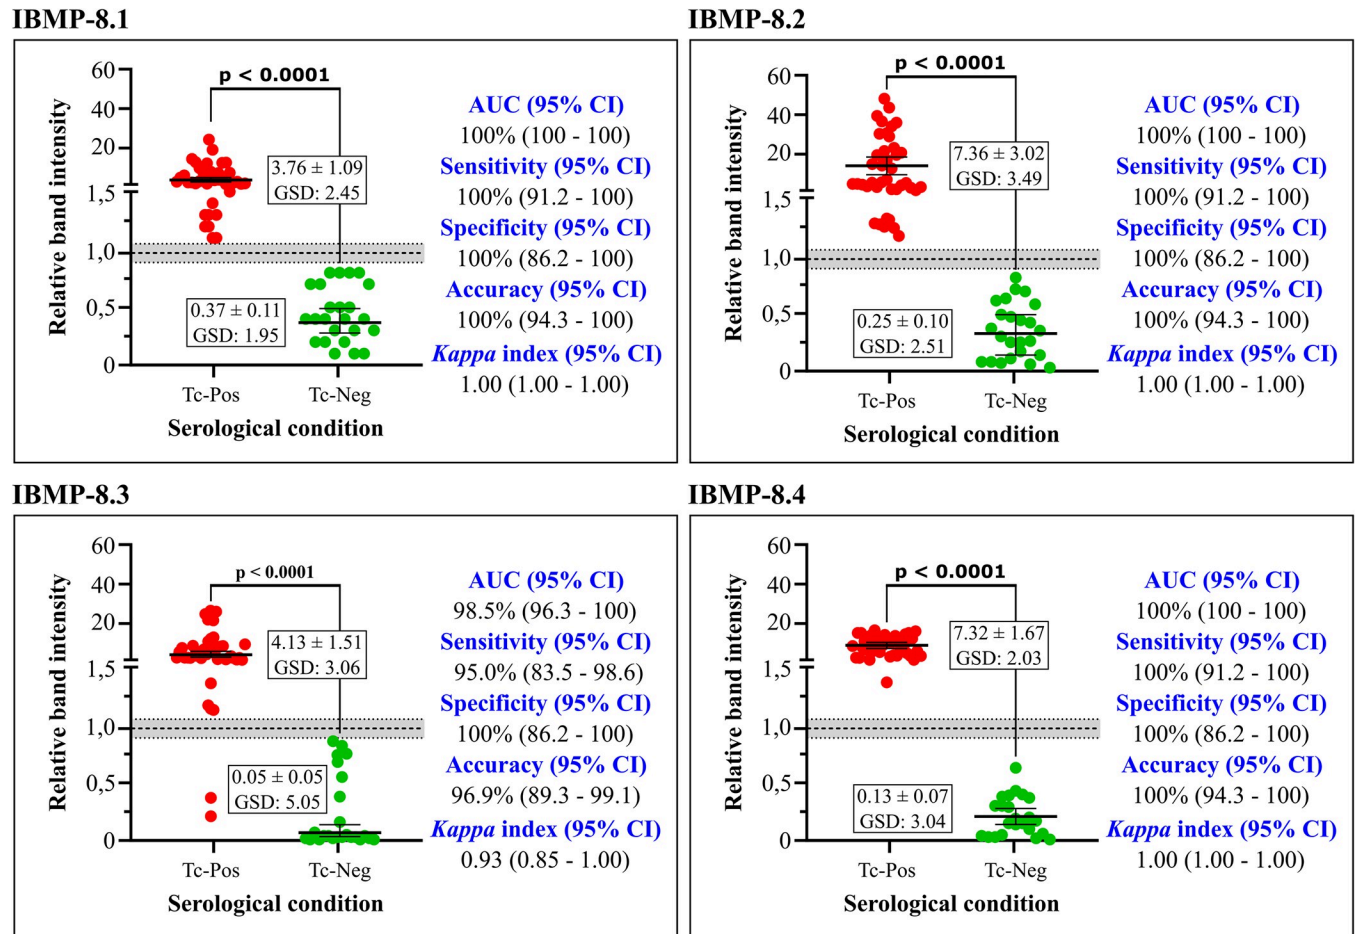 IBMP-8.1
Relative band intensity
60
40
20
1,5
1,0
0,5
0
p < 0.0001
3.76 ± 1.09
GSD: 2.45
0.37 ± 0.11
GSD: 1.95
Tc-Pos
Tc-Neg
Serological condition
AUC (95% CI)
100% (100 - 100)
Sensitivity (95% CI)
100% (91.2 - 100)
Specificity (95% CI)
100% (86.2 - 100)
Accuracy (95% CI)
100% (94.3 - 100)
Kappa index (95% CI)
1.00 (1.00 - 1.00)
IBMP-8.2
Relative band intensity
60
40
20
1,5
1,0
0,5
0
p < 0.0001
7.36 ± 3.02
GSD: 3.49
0.25 ± 0.10
GSD: 2.51
Tc-Pos
Tc-Neg
Serological condition
AUC (95% CI)
100% (100 - 100)
Sensitivity (95% CI)
100% (91.2 - 100)
Specificity (95% CI)
100% (86.2 - 100)
Accuracy (95% CI)
100% (94.3 - 100)
Kappa index (95% CI)
1.00 (1.00 - 1.00)
IBMP-8.3
Relative band intensity
60
40
20
1,5
1,0
0,5
0
p < 0.0001
4.13 ± 1.51
GSD: 3.06
0.05 ± 0.05
GSD: 5.05
Tc-Pos
Tc-Neg
Serological condition
AUC (95% CI)
98.5% (96.3 - 100)
Sensitivity (95% CI)
95.0% (83.5 - 98.6)
Specificity (95% CI)
100% (86.2 - 100)
Accuracy (95% CI)
96.9% (89.3 - 99.1)
Kappa index (95% CI)
0.93 (0.85 - 1.00)
IBMP-8.4
Relative band intensity
60
40
20
1,5
1,0
0,5
0
p < 0.0001
7.32 ± 1.67
GSD: 2.03
0.13 ± 0.07
GSD: 3.04
Tc-Pos
Tc-Neg
Serological condition
AUC (95% CI)
100% (100 - 100)
Sensitivity (95% CI)
100% (91.2 - 100)
Specificity (95% CI)
100% (86.2 - 100)
Accuracy (95% CI)
100% (94.3 - 100)
Kappa index (95% CI)
1.00 (1.00 - 1.00)